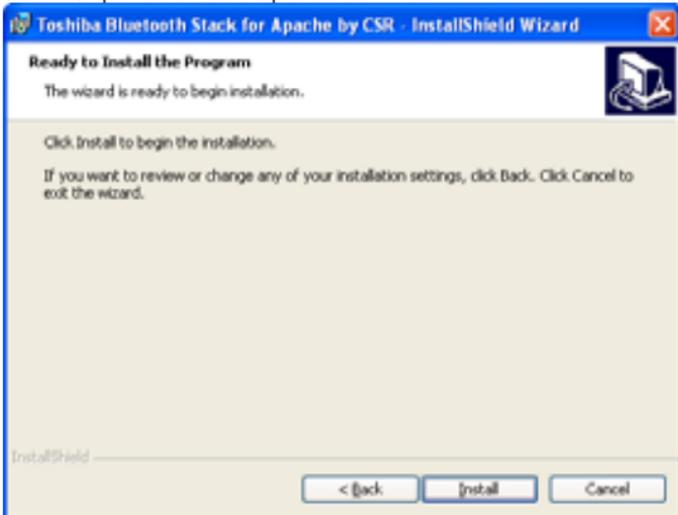 Toshiba Bluetooth Stack for Apache by CSR - InstallShield Wizard
Ready to Install the Program
The wizard is ready to begin installation.
Click Install to begin the installation.
If you want to review or change any of your installation settings, click Back. Click Cancel to
exit the wizard.
InstallShield
< Back Install Cancel